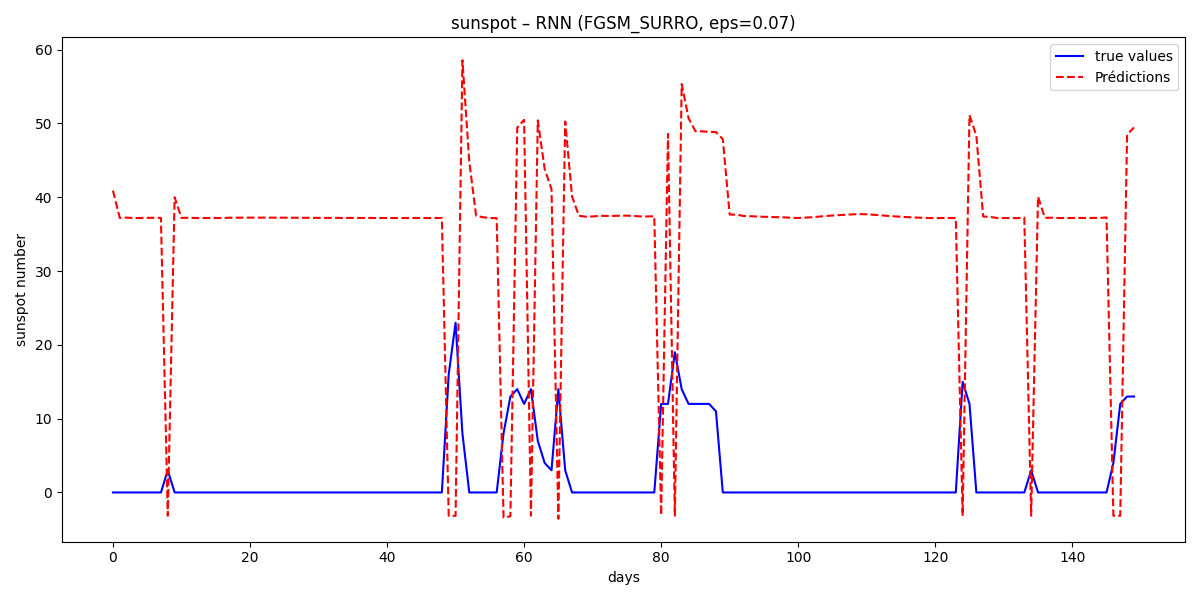 sunspot – RNN (FGSM_SURRO, eps=0.07)
true values
Prédictions
sunspot number
60
50
40
30
20
10
0
0 20 40 60 80 100 120 140
days